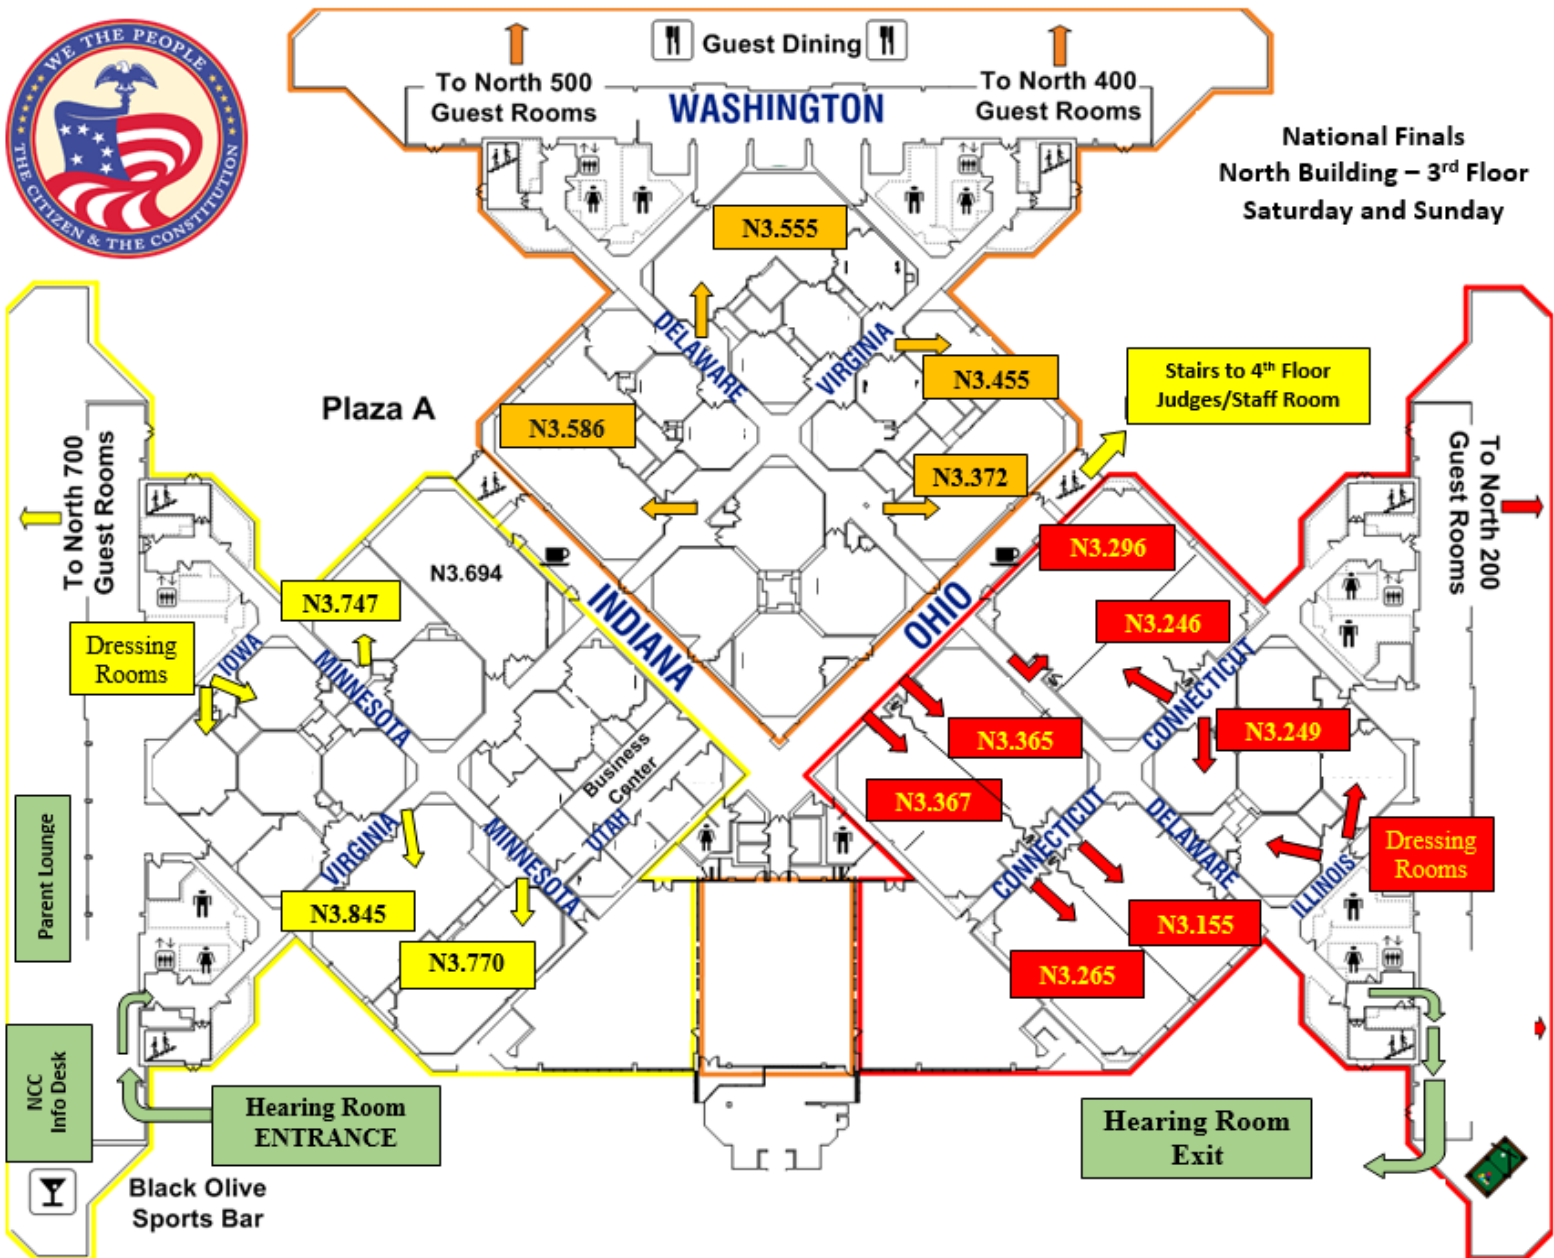 WE THE PEOPLE
THE CITIZEN & THE CONSTITUTION
Guest Dining
To North 500
Guest Rooms
To North 400
Guest Rooms
WASHINGTON
National Finals
North Building – 3rd Floor
Saturday and Sunday
N3.555
DELAWARE
VIRGINIA
N3.455
N3.586
N3.372
Stairs to 4th Floor
Judges/Staff Room
Plaza A
To North 700
Guest Rooms
To North 200
Guest Rooms
N3.694
N3.747
N3.296
N3.246
INDIANA
OHIO
Dressing
Rooms
IOWA
MINNESOTA
CONNECTICUT
N3.249
N3.365
N3.367
Business
Center
UTAH
MINNESOTA
VIRGINIA
CONNECTICUT
DELAWARE
ILLINOIS
Dressing
Rooms
Parent Lounge
N3.845
N3.770
N3.155
N3.265
NCC
Info Desk
Hearing Room
ENTRANCE
Hearing Room
Exit
Black Olive
Sports Bar